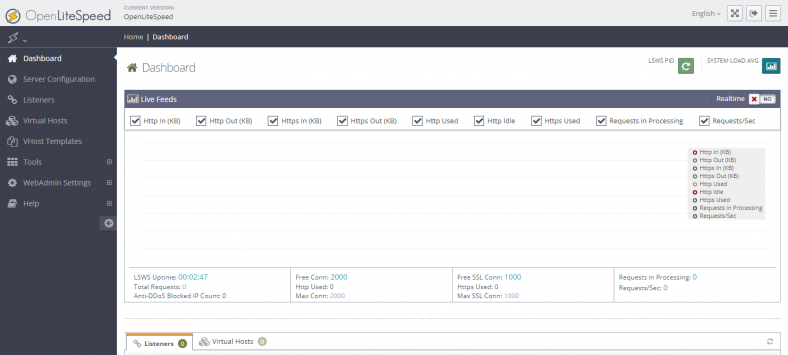 OpenLiteSpeed
CURRENT VERSION:
OpenLiteSpeed
English
Home | Dashboard
Dashboard
Server Configuration
Listeners
Virtual Hosts
VHost Templates
Tools
WebAdmin Settings
Help
Dashboard
LSWS PID
SYSTEM LOAD AVG
Live Feeds
Realtime
NO
Http In (KB) Http Out (KB) Https In (KB) Https Out (KB) Http Used Http Idle Https Used Requests in Processing Requests/Sec
Http In (KB)
Http Out (KB)
Https In (KB)
Https Out (KB)
Http Used
Http Idle
Https Used
Requests in Processing
Requests/Sec
LSWS Uptime: 00:02:47
Total Requests: 0
Anti-DDoS Blocked IP Count: 0
Free Conn: 2000
Http Used: 0
Max Conn: 2000
Free SSL Conn: 1000
Https Used: 0
Max SSL Conn: 1000
Requests in Processing: 0
Requests/Sec: 0
Listeners 0
Virtual Hosts 0